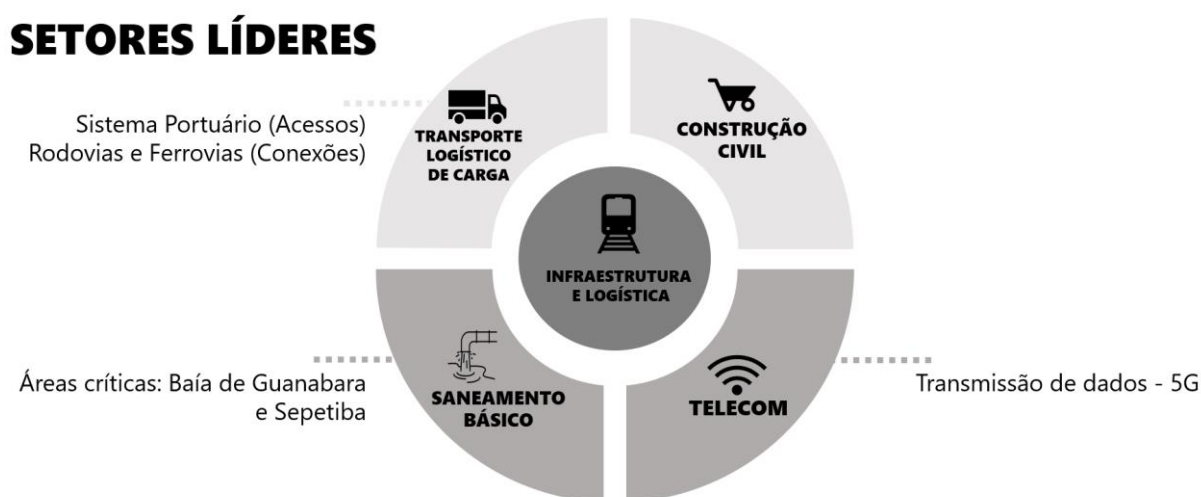 SETORES LÍDERES
Sistema Portuário (Acessos)
Rodovias e Ferrovias (Conexões)
TRANSPORTE
LOGÍSTICO
DE CARGA
CONSTRUÇÃO
CIVIL
INFRAESTRUTURA
E LOGÍSTICA
Áreas críticas: Baía de Guanabara
e Sepetiba
SANEAMENTO
BÁSICO
TELECOM
Transmissão de dados - 5G